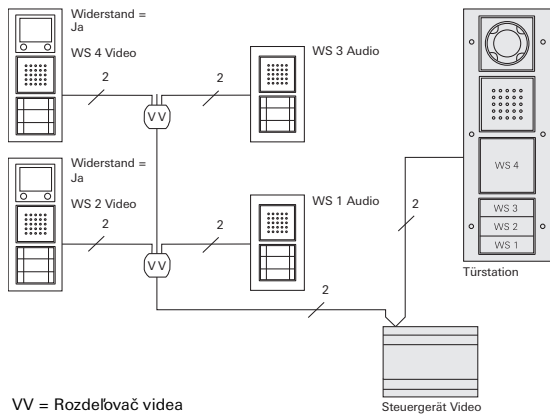 Widerstand =
Ja
WS 4 Video
WS 3 Audio
2
2
VV
WS 4
WS 3
WS 2
WS 1
Türstation
Widerstand =
Ja
WS 2 Video
WS 1 Audio
2
2
2
VV
2
Steuergerät Video
VV = Rozdeľovač videa